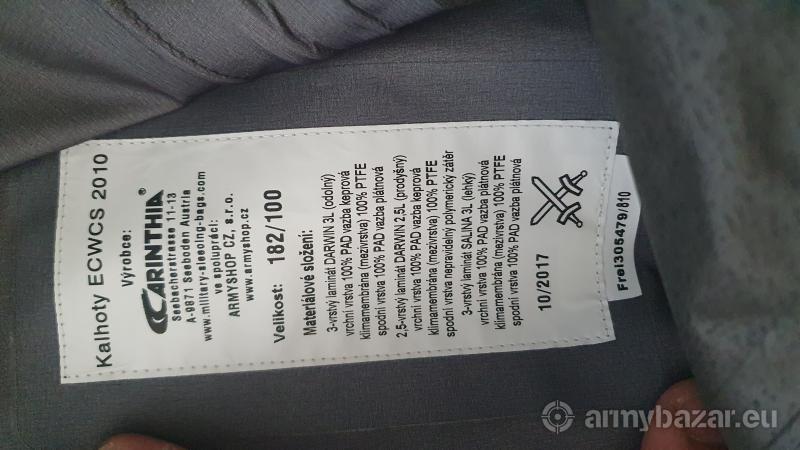 Kalhoty ECWCS 2010
Výrobce:
CARINTHIA®
Seebacherstrasse 11-13
A-9871 Seeboden Austria
www.military-sleeping-bags.com
ve spolupráci:
ARMYSHOP CZ, s.r.o.
www.armyshop.cz
Velikost: 182/100
Materiálové složení:
3-vrstvý laminát DARWIN 3L (odolný)
vrchní vrstva 100% PAD vazba keprová
klimamembrána (mezivrstva) 100% PTFE
spodní vrstva 100% PAD vazba plátnová
2,5-vrstvý laminát DARWIN 2,5L (prodyšný)
vrchní vrstva 100% PAD vazba keprová
klimamembrána (mezivrstva) 100% PTFE
spodní vrstva nepravidelný polymerický zátěr
3-vrstvý laminát SALINA 3L (lehký)
vrchní vrstva 100% PAD vazba plátnová
klimamembrána (mezivrstva) 100% PTFE
spodní vrstva 100% PAD vazba plátnová
10/2017
Frei305479/810
armybazar.eu